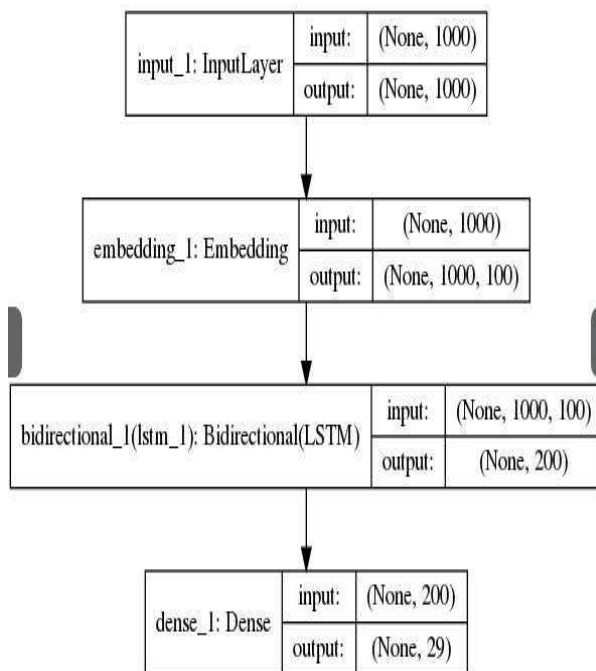 input_1: InputLayer
input: (None, 1000)
output: (None, 1000)
embedding_1: Embedding
input: (None, 1000)
output: (None, 1000, 100)
bidirectional_1(lstm_1): Bidirectional(LSTM)
input: (None, 1000, 100)
output: (None, 200)
dense_1: Dense
input: (None, 200)
output: (None, 29)